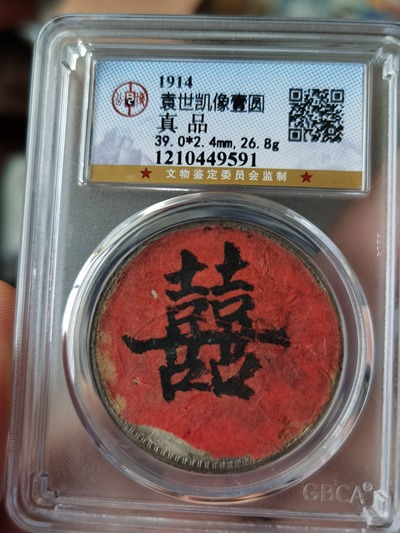 1914
袁世凯像壹圆
真 品
39.0*2.4mm,26.8g
1210449591
文物鉴定委员会监制
囍
GBCA®